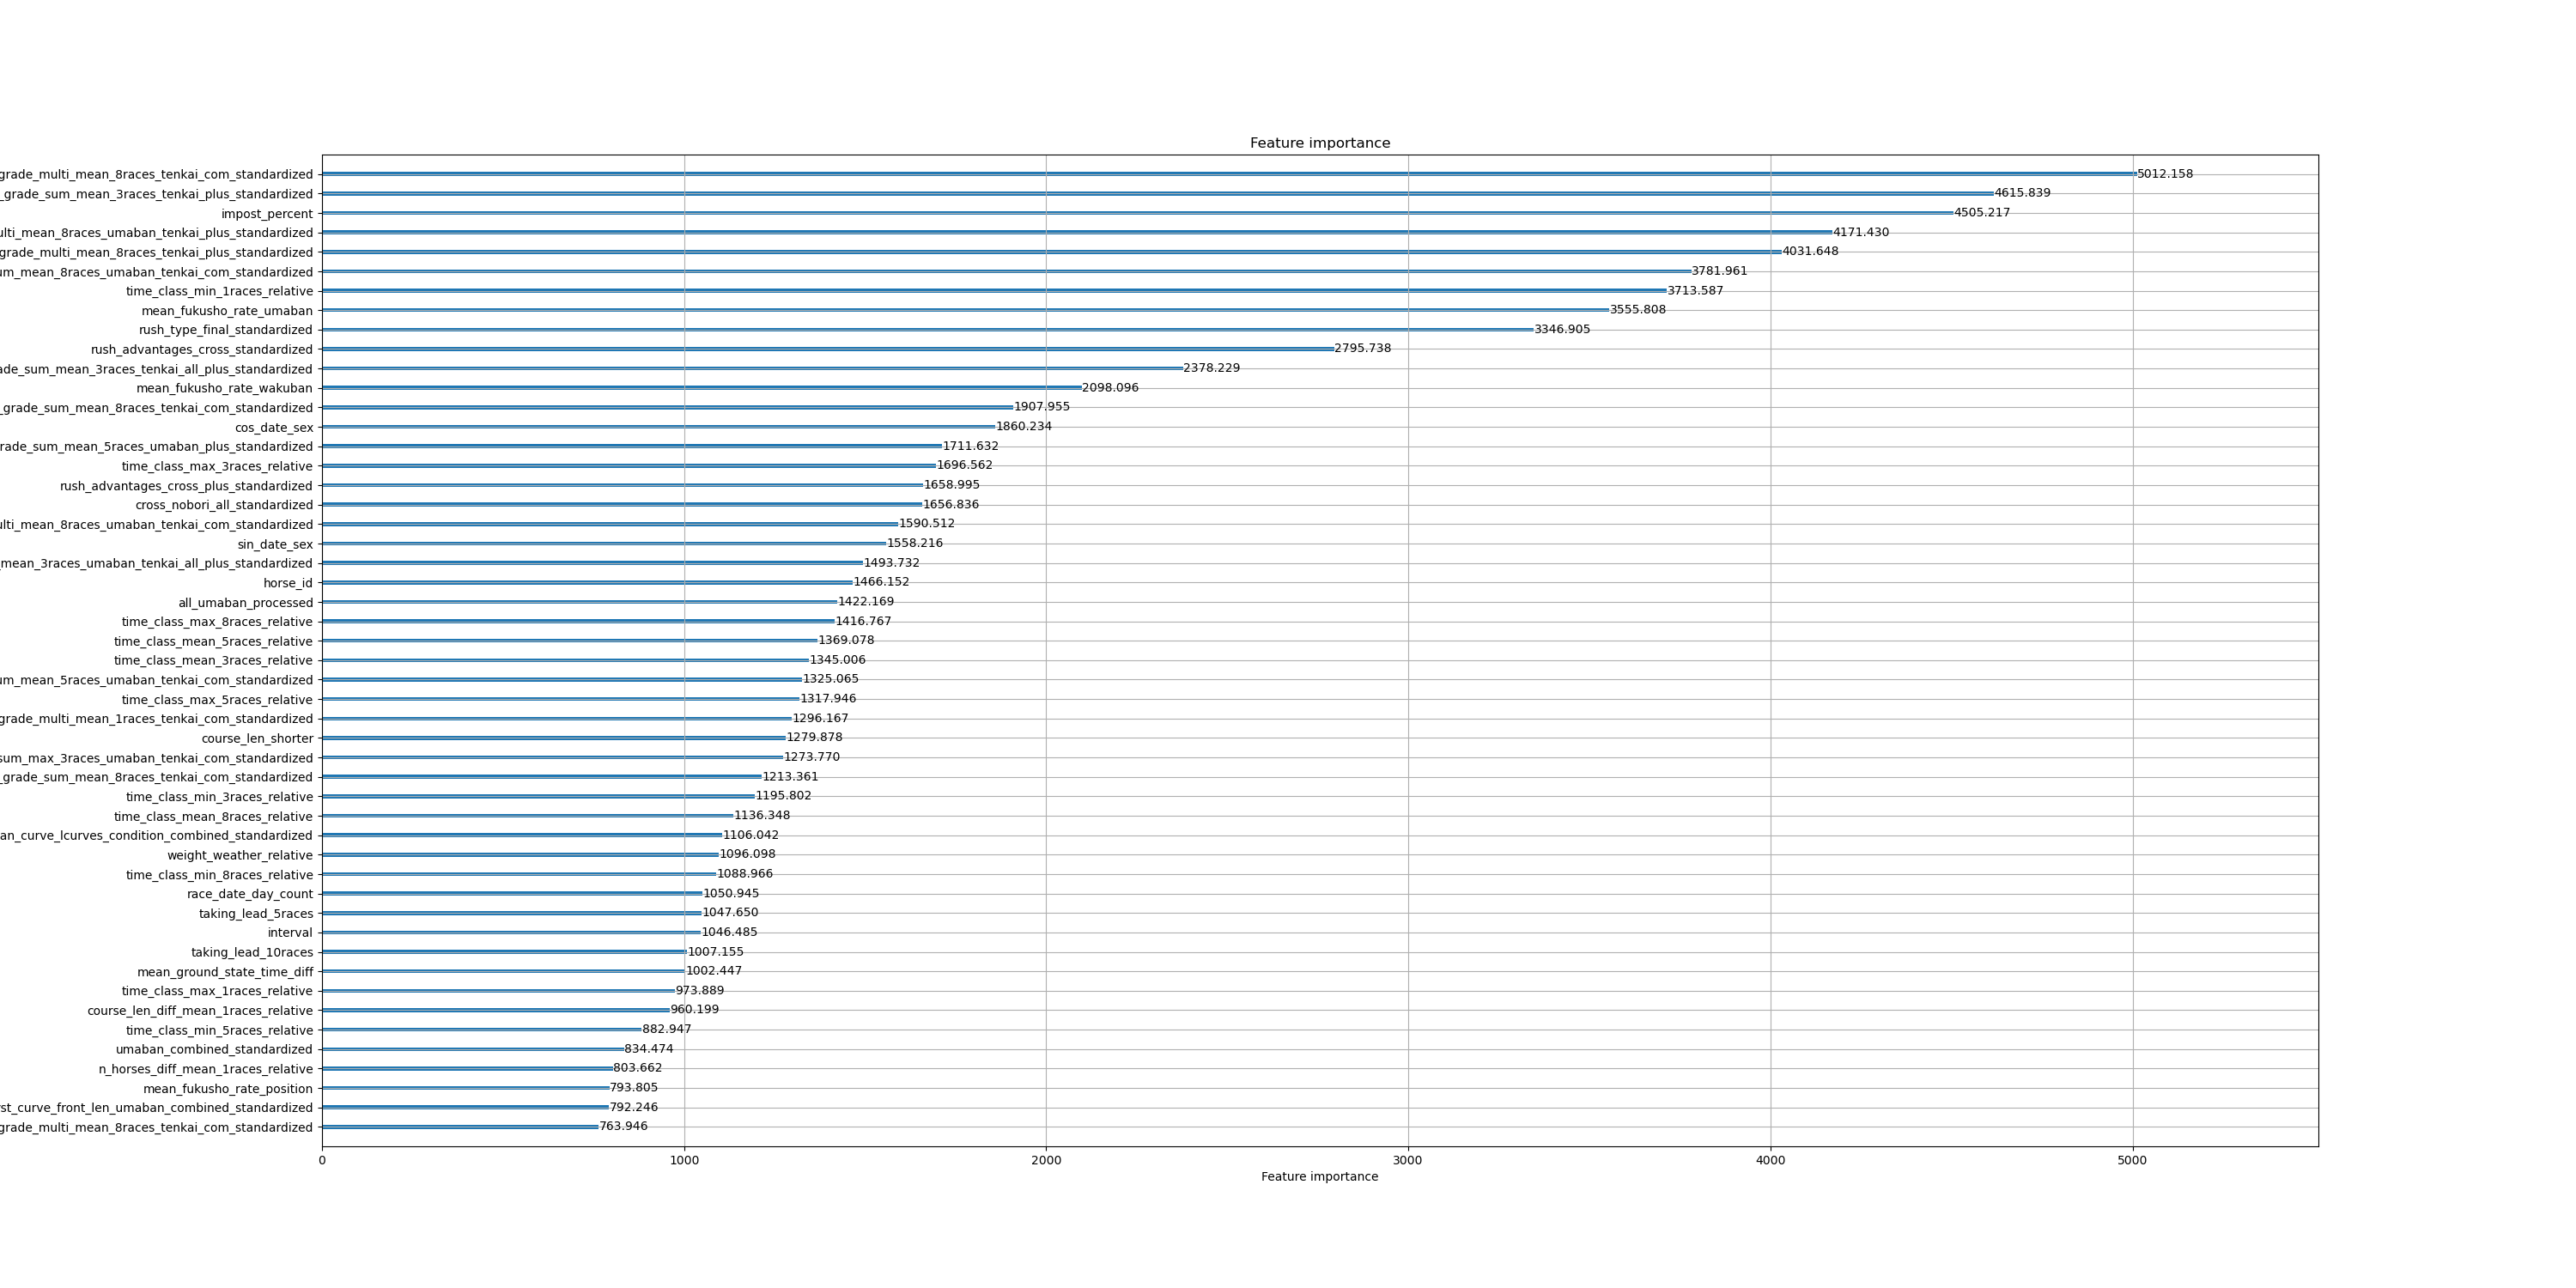 Feature importance
grade_multi_mean_8races_tenkai_com_standardized 5012.158
_grade_sum_mean_3races_tenkai_plus_standardized 4615.839
impost_percent 4505.217
ulti_mean_8races_umaban_tenkai_plus_standardized 4171.430
grade_multi_mean_8races_tenkai_plus_standardized 4031.648
um_mean_8races_umaban_tenkai_com_standardized 3781.961
time_class_min_1races_relative 3713.587
mean_fukusho_rate_umaban 3555.808
rush_type_final_standardized 3346.905
rush_advantages_cross_standardized 2795.738
ade_sum_mean_3races_tenkai_all_plus_standardized 2378.229
mean_fukusho_rate_wakuban 2098.096
_grade_sum_mean_8races_tenkai_com_standardized 1907.955
cos_date_sex 1860.234
rade_sum_mean_5races_umaban_plus_standardized 1711.632
time_class_max_3races_relative 1696.562
rush_advantages_cross_plus_standardized 1658.995
cross_nobori_all_standardized 1656.836
ulti_mean_8races_umaban_tenkai_com_standardized 1590.512
sin_date_sex 1558.216
_mean_3races_umaban_tenkai_all_plus_standardized 1493.732
horse_id 1466.152
all_umaban_processed 1422.169
time_class_max_8races_relative 1416.767
time_class_mean_5races_relative 1369.078
time_class_mean_3races_relative 1345.006
um_mean_5races_umaban_tenkai_com_standardized 1325.065
time_class_max_5races_relative 1317.946
grade_multi_mean_1races_tenkai_com_standardized 1296.167
course_len_shorter 1279.878
sum_max_3races_umaban_tenkai_com_standardized 1273.770
_grade_sum_mean_8races_tenkai_com_standardized 1213.361
time_class_min_3races_relative 1195.802
time_class_mean_8races_relative 1136.348
an_curve_lcurves_condition_combined_standardized 1106.042
weight_weather_relative 1096.098
time_class_min_8races_relative 1088.966
race_date_day_count 1050.945
taking_lead_5races 1047.650
interval 1046.485
taking_lead_10races 1007.155
mean_ground_state_time_diff 1002.447
time_class_max_1races_relative 973.889
course_len_diff_mean_1races_relative 960.199
time_class_min_5races_relative 882.947
umaban_combined_standardized 834.474
n_horses_diff_mean_1races_relative 803.662
mean_fukusho_rate_position 793.805
st_curve_front_len_umaban_combined_standardized 792.246
grade_multi_mean_8races_tenkai_com_standardized 763.946
0 1000 2000 3000 4000 5000
Feature importance